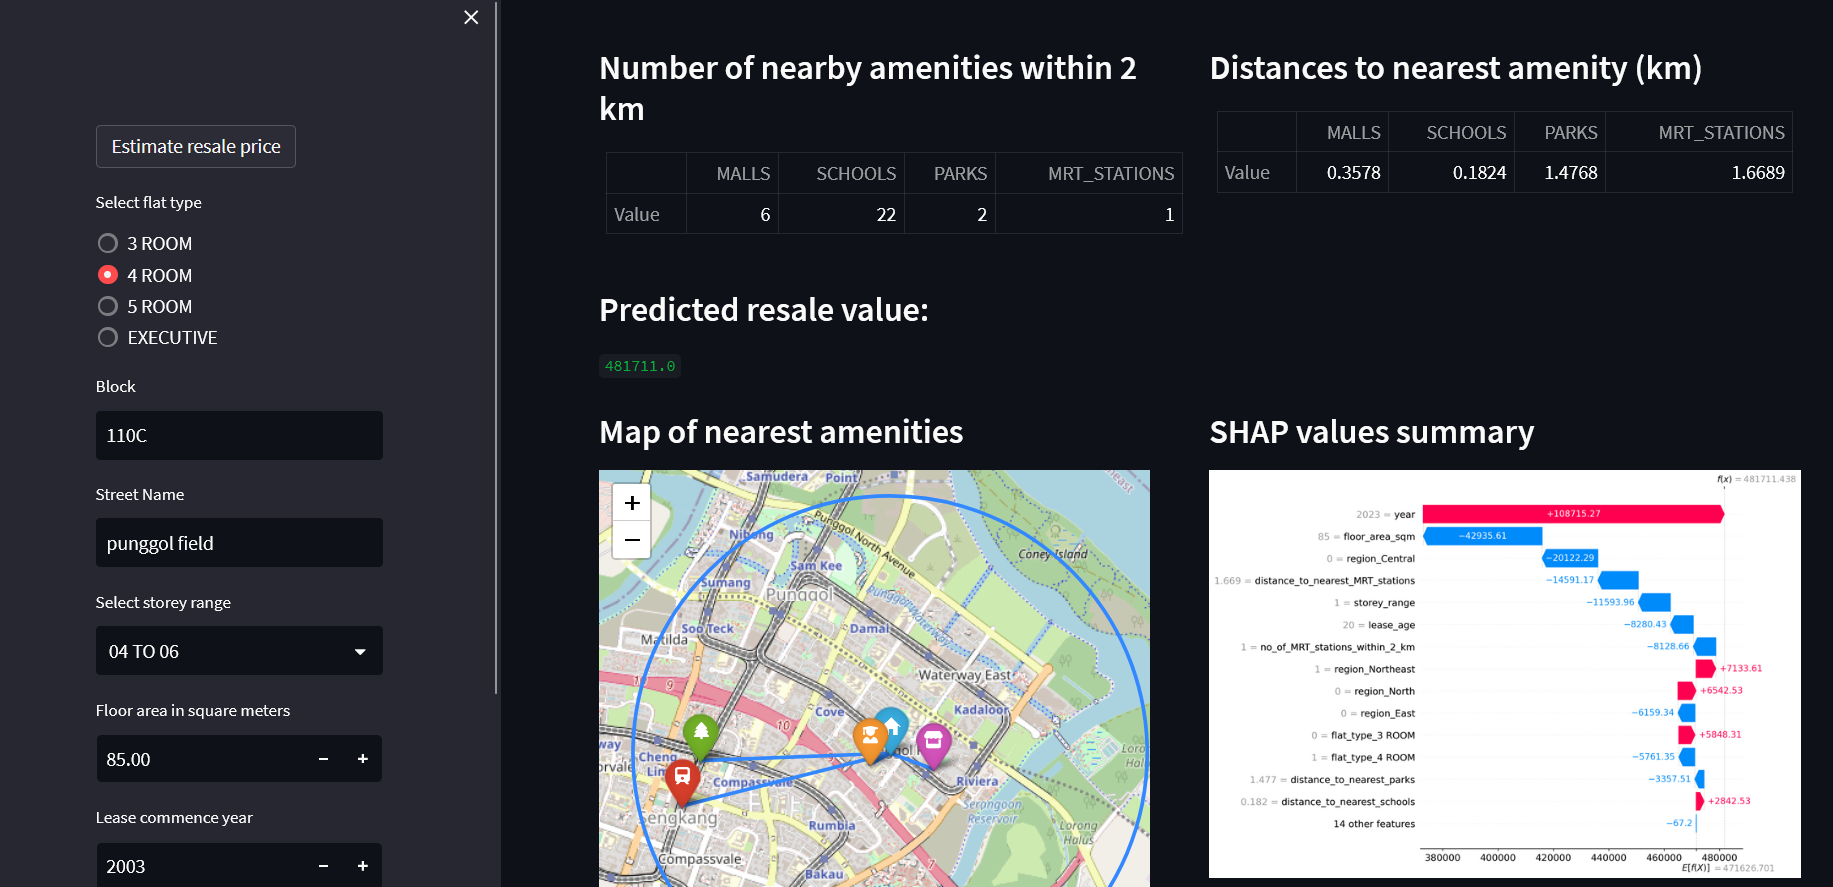 Estimate resale price
Select flat type
3 ROOM
4 ROOM
5 ROOM
EXECUTIVE
Block
110C
Street Name
punggol field
Select storey range
04 TO 06
Floor area in square meters
85.00
Lease commence year
2003
Number of nearby amenities within 2
km
MALLS SCHOOLS PARKS MRT_STATIONS
Value 6 22 2 1
Distances to nearest amenity (km)
MALLS SCHOOLS PARKS MRT_STATIONS
Value 0.3578 0.1824 1.4768 1.6689
Predicted resale value:
481711.0
Map of nearest amenities
+
−
Samudera
Point
Nibong
Punggol North Avenue
Coney Island
Sam Kee
Sumang
Punggol
Punggol Waterway
Soo Teck
Damai
Matilda
Waterway East
10
Cove
Kadaloor
Cheng
Lim
Compassvale
Riviera
Sengkang
Serangoon
Reservoir
Rumbia
Lorong
Halus
Compassvale
Bakau
7
SHAP values summary
f(x) = 481711.438
2023 = year +108715.27
85 = floor_area_sqm −42935.61
0 = region_Central −20122.29
1.669 = distance_to_nearest_MRT_stations −14591.17
1 = storey_range −11593.96
20 = lease_age −8280.43
1 = no_of_MRT_stations_within_2_km −8128.66
1 = region_Northeast +7133.61
0 = region_North +6542.53
0 = region_East −6159.34
0 = flat_type_3 ROOM +5848.31
1 = flat_type_4 ROOM −5761.35
1.477 = distance_to_nearest_parks −3357.51
0.182 = distance_to_nearest_schools +2842.53
14 other features −67.2
380000 400000 420000 440000 460000 480000
E[f(X)] = 471626.701